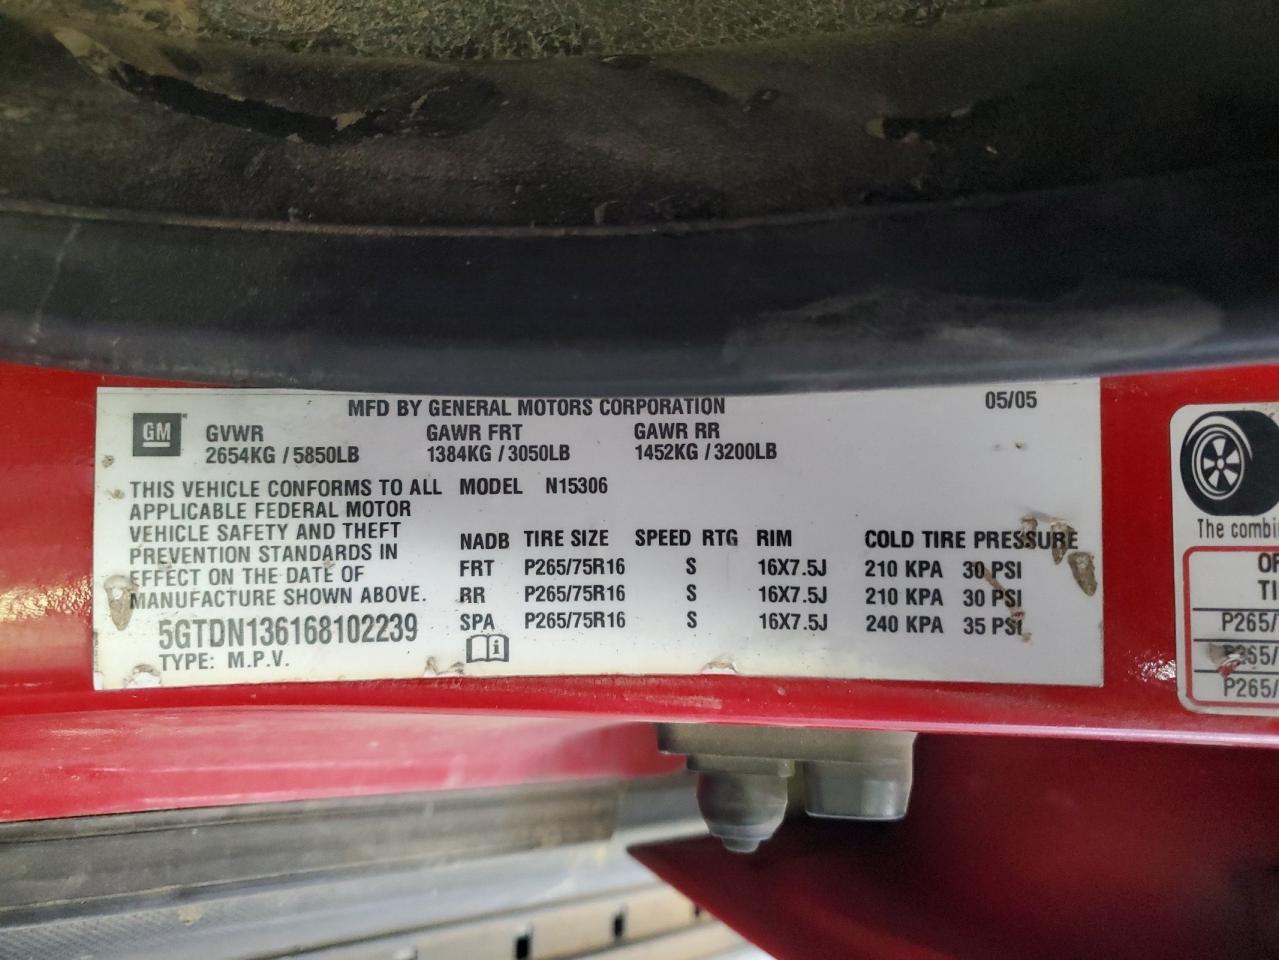 MFD BY GENERAL MOTORS CORPORATION 05/05
GM
GVWR GAWR FRT GAWR RR
2654KG / 5850LB 1384KG / 3050LB 1452KG / 3200LB
THIS VEHICLE CONFORMS TO ALL
APPLICABLE FEDERAL MOTOR
VEHICLE SAFETY AND THEFT
PREVENTION STANDARDS IN
EFFECT ON THE DATE OF
MANUFACTURE SHOWN ABOVE.
5GTDN136168102239
TYPE: M.P.V.
MODEL N15306
NADB TIRE SIZE SPEED RTG RIM COLD TIRE PRESSURE
FRT P265/75R16 S 16X7.5J 210 KPA 30 PSI
RR P265/75R16 S 16X7.5J 210 KPA 30 PSI
SPA P265/75R16 S 16X7.5J 240 KPA 35 PSI
i
The combi
P265/
P265/
P265/